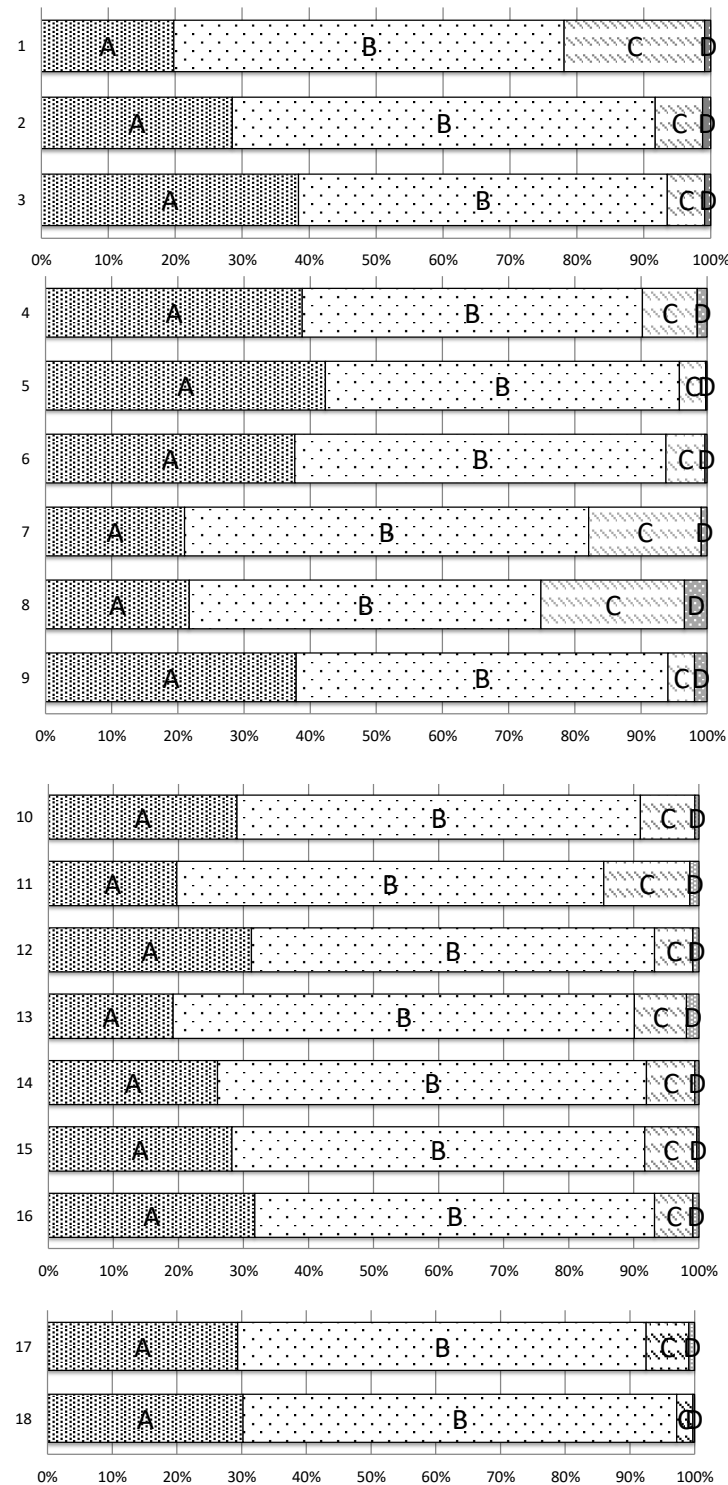 1 A B C D
2 A B C D
3 A B C D
0% 10% 20% 30% 40% 50% 60% 70% 80% 90% 100%
4 A B C D
5 A B C D
6 A B C D
7 A B C D
8 A B C D
9 A B C D
0% 10% 20% 30% 40% 50% 60% 70% 80% 90% 100%
10 A B C D
11 A B C D
12 A B C D
13 A B C D
14 A B C D
15 A B C D
16 A B C D
0% 10% 20% 30% 40% 50% 60% 70% 80% 90% 100%
17 A B C D
18 A B C D
0% 10% 20% 30% 40% 50% 60% 70% 80% 90% 100%